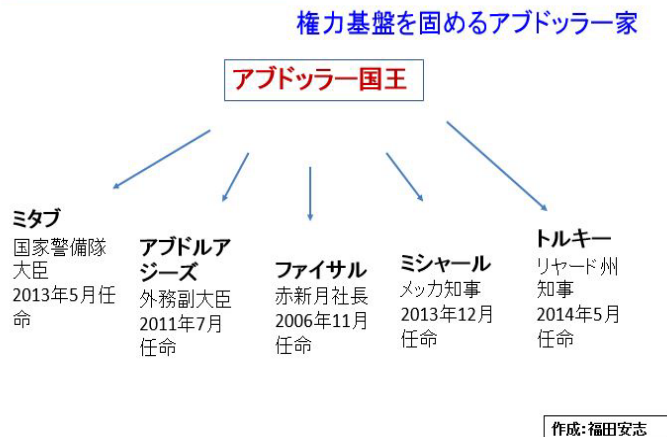 権力基盤を固めるアブドッラー家
アブドッラー国王
ミタブ
国家警備隊
大臣
2013年5月任
命
アブドルア
ジーズ
外務副大臣
2011年7月
任命
ファイサル
赤新月社長
2006年11月
任命
ミシャール
メッカ知事
2013年12月
任命
トルキー
リヤード州
知事
2014年5月
任命
作成:福田安志